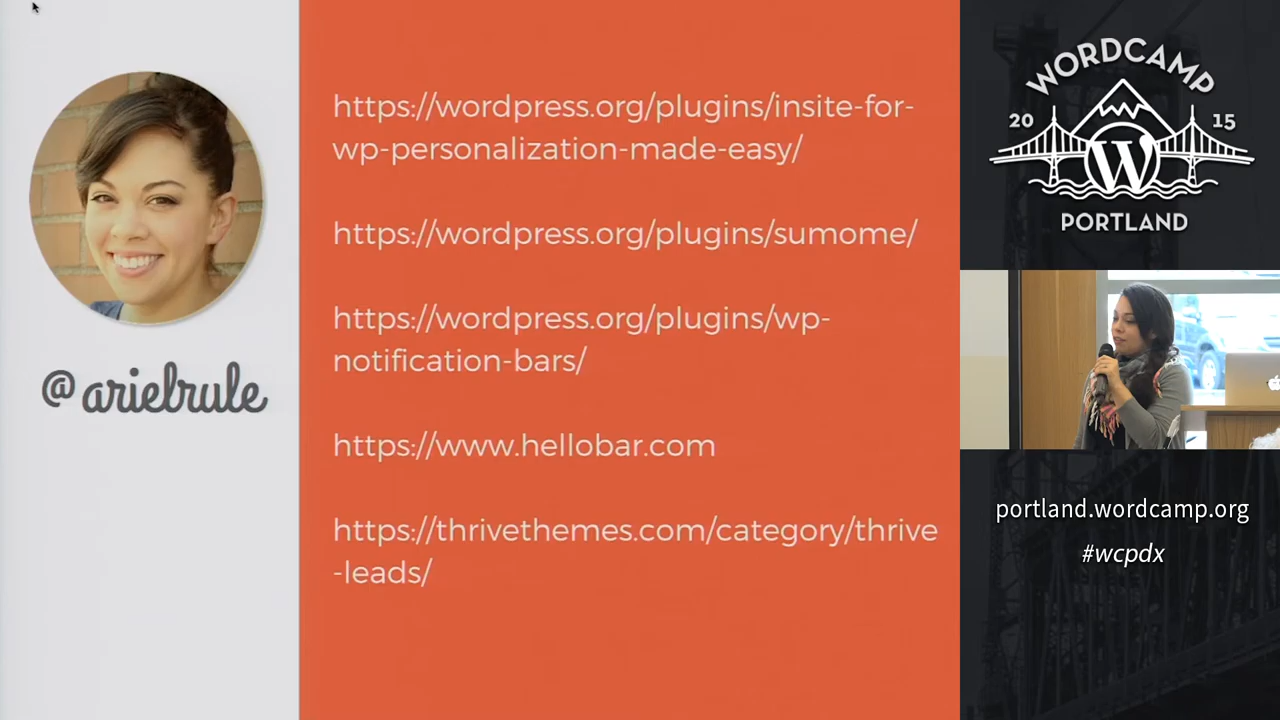 @arielrule
https://wordpress.org/plugins/insite-for-
wp-personalization-made-easy/
https://wordpress.org/plugins/sumome/
https://wordpress.org/plugins/wp-
notification-bars/
https://www.hellobar.com
https://thrivethemes.com/category/thrive
-leads/
WORDCAMP
20 15
W
PORTLAND
portland.wordcamp.org
#wcpdx